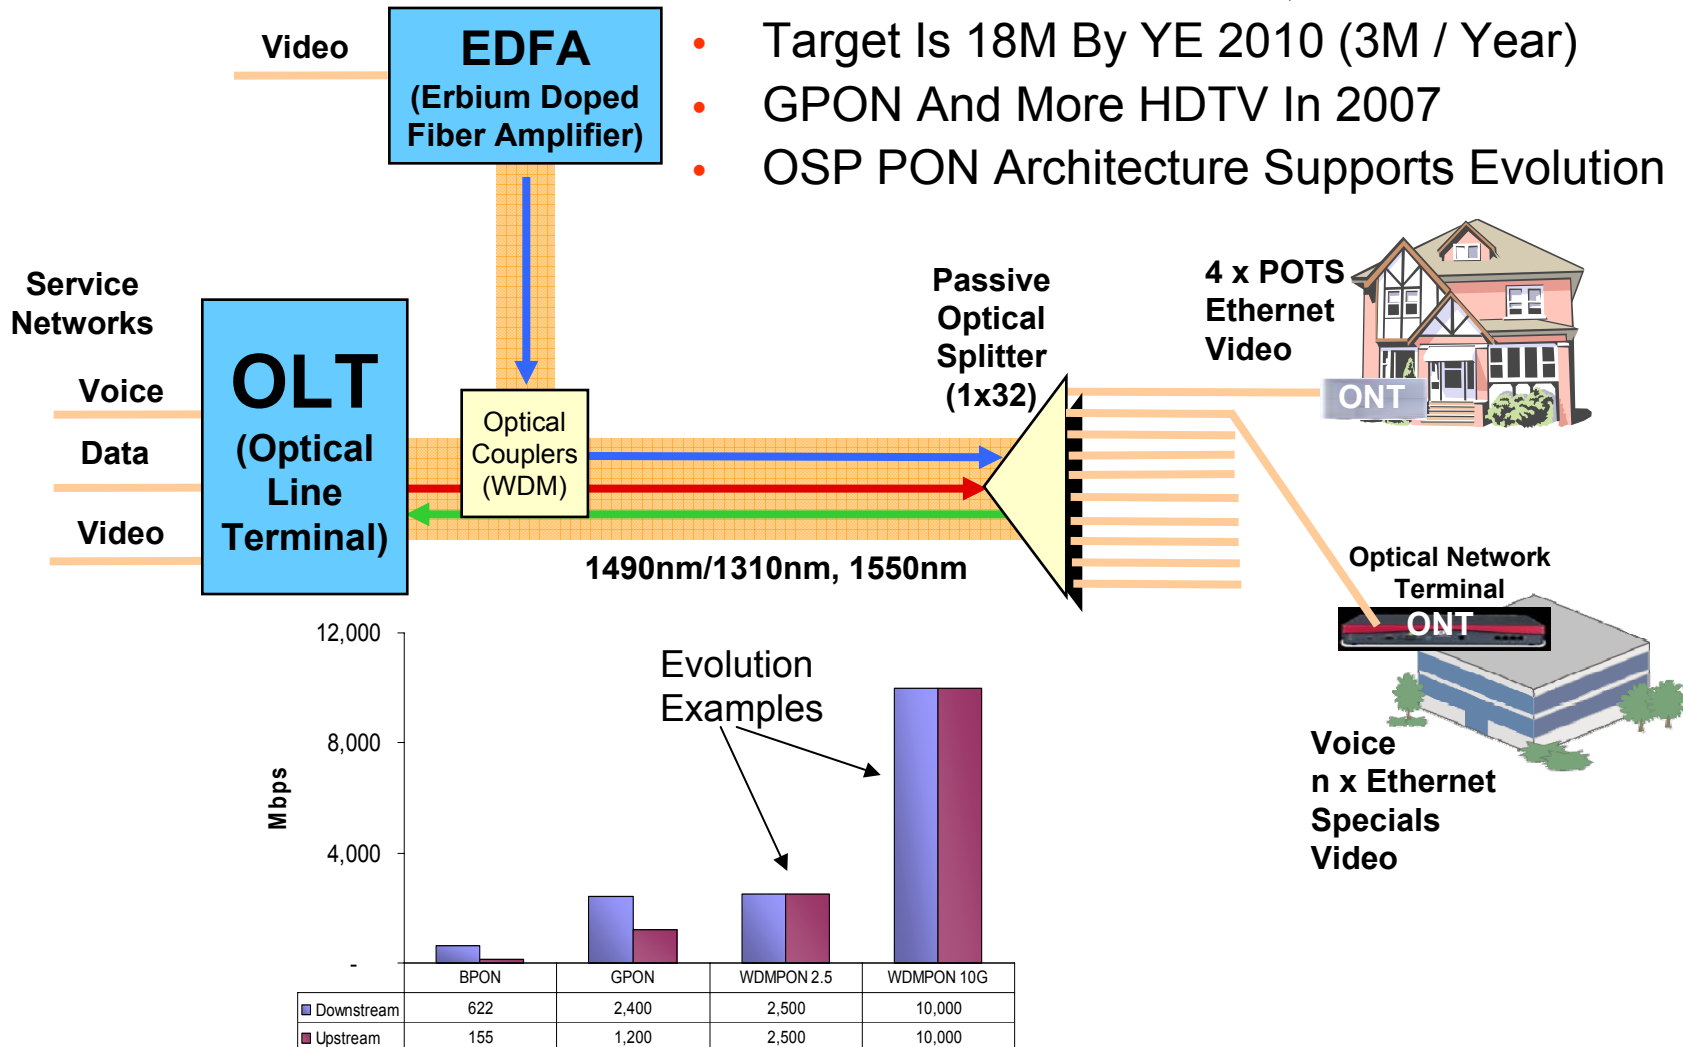 • Target Is 18M By YE 2010 (3M / Year)
• GPON And More HDTV In 2007
• OSP PON Architecture Supports Evolution
Video
EDFA
(Erbium Doped
Fiber Amplifier)
Service
Networks
Voice
Data
Video
OLT
(Optical
Line
Terminal)
Optical
Couplers
(WDM)
1490nm/1310nm, 1550nm
Passive
Optical
Splitter
(1x32)
4 x POTS
Ethernet
Video
ONT
Optical Network
Terminal
ONT
Voice
n x Ethernet
Specials
Video
Evolution
Examples
Mbps
12,000
8,000
4,000
-
BPON GPON WDMPON 2.5 WDMPON 10G
Downstream 622 2,400 2,500 10,000
Upstream 155 1,200 2,500 10,000